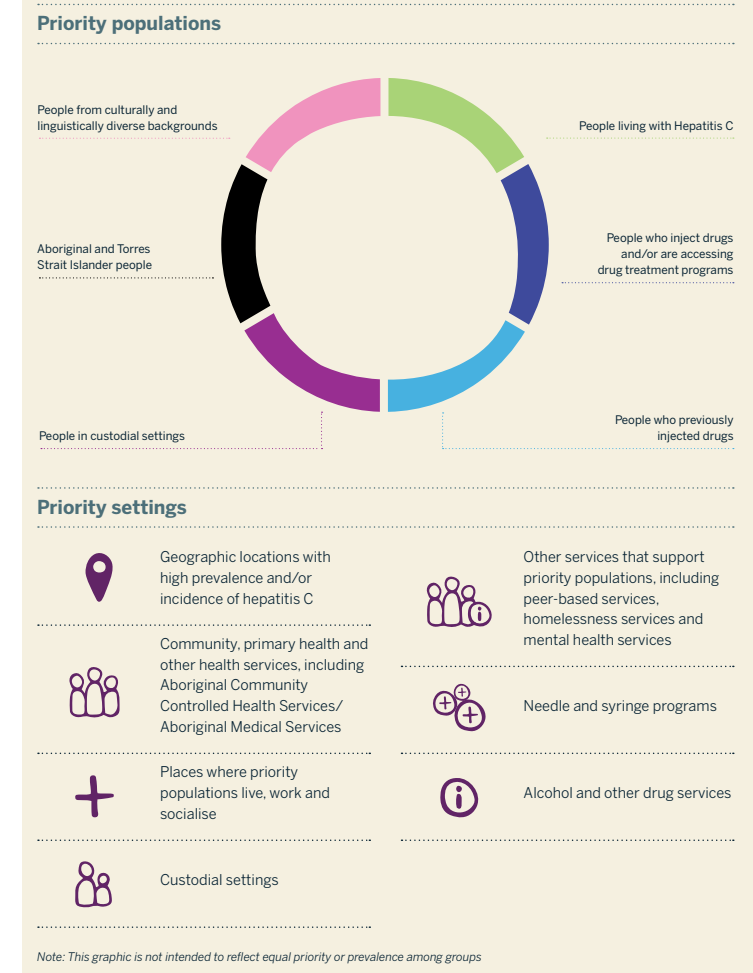 Priority populations
People from culturally and
linguistically diverse backgrounds
People living with Hepatitis C
Aboriginal and Torres
Strait Islander people
People who inject drugs
and/or are accessing
drug treatment programs
People in custodial settings
People who previously
injected drugs
Priority settings
Geographic locations with
high prevalence and/or
incidence of hepatitis C
Community, primary health and
other health services, including
Aboriginal Community
Controlled Health Services/
Aboriginal Medical Services
Places where priority
populations live, work and
socialise
Custodial settings
Other services that support
priority populations, including
peer-based services,
homelessness services and
mental health services
Needle and syringe programs
Alcohol and other drug services
Note: This graphic is not intended to reflect equal priority or prevalence among groups